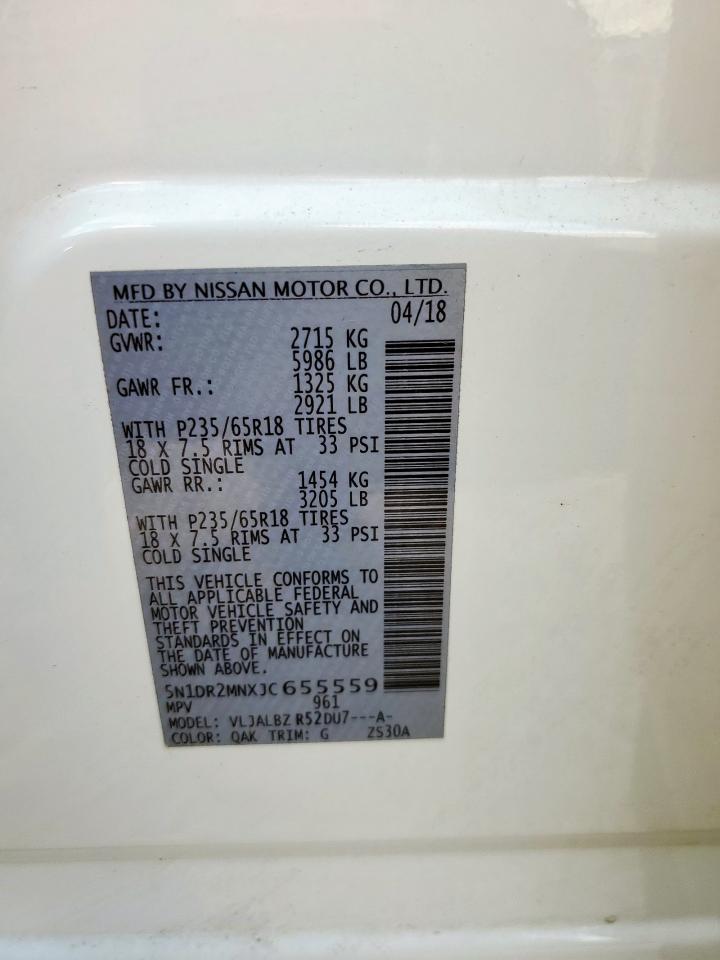 MFD BY NISSAN MOTOR CO., LTD.
DATE: 04/18
GVWR: 2715 KG
5986 LB
GAWR FR.: 1325 KG
2921 LB
WITH P235/65R18 TIRES
18 X 7.5 RIMS AT 33 PSI
COLD SINGLE
GAWR RR.: 1454 KG
3205 LB
WITH P235/65R18 TIRES
18 X 7.5 RIMS AT 33 PSI
COLD SINGLE
THIS VEHICLE CONFORMS TO
ALL APPLICABLE FEDERAL
MOTOR VEHICLE SAFETY AND
THEFT PREVENTION
STANDARDS IN EFFECT ON
THE DATE OF MANUFACTURE
SHOWN ABOVE.
5N1DR2MNXJC655559
MPV 961
MODEL: VLJALBZ R52DU7---A-
COLOR: QAK TRIM: G ZS30A